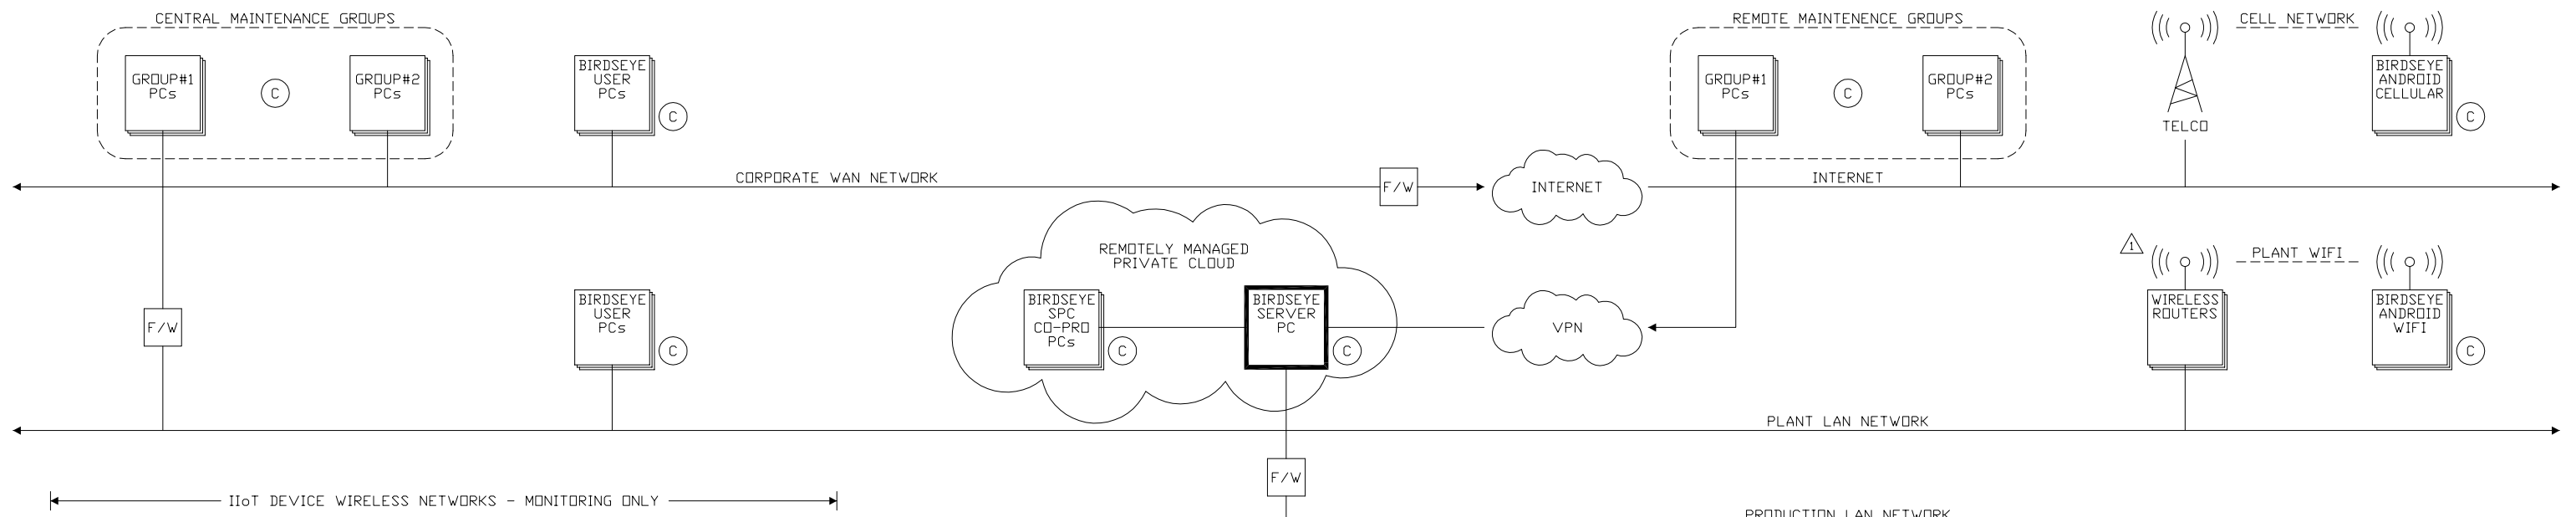 CENTRAL MAINTENANCE GROUPS
GROUP#1
PCs
C
GROUP#2
PCs
BIRDSEYE
USER
PCs
C
REMOTE MAINTENENCE GROUPS
GROUP#1
PCs
C
GROUP#2
PCs
TELCO
CELL NETWORK
BIRDSEYE
ANDROID
CELLULAR
C
CORPORATE WAN NETWORK
F/W
INTERNET
INTERNET
F/W
BIRDSEYE
USER
PCs
C
REMOTELY MANAGED
PRIVATE CLOUD
BIRDSEYE
SPC
CO-PRO
PCs
C
BIRDSEYE
SERVER
PC
C
VPN
1
WIRELESS
ROUTERS
PLANT WIFI
BIRDSEYE
ANDROID
WIFI
C
PLANT LAN NETWORK
F/W
IIoT DEVICE WIRELESS NETWORKS - MONITORING ONLY
PRODUCTION LAN NETWORK